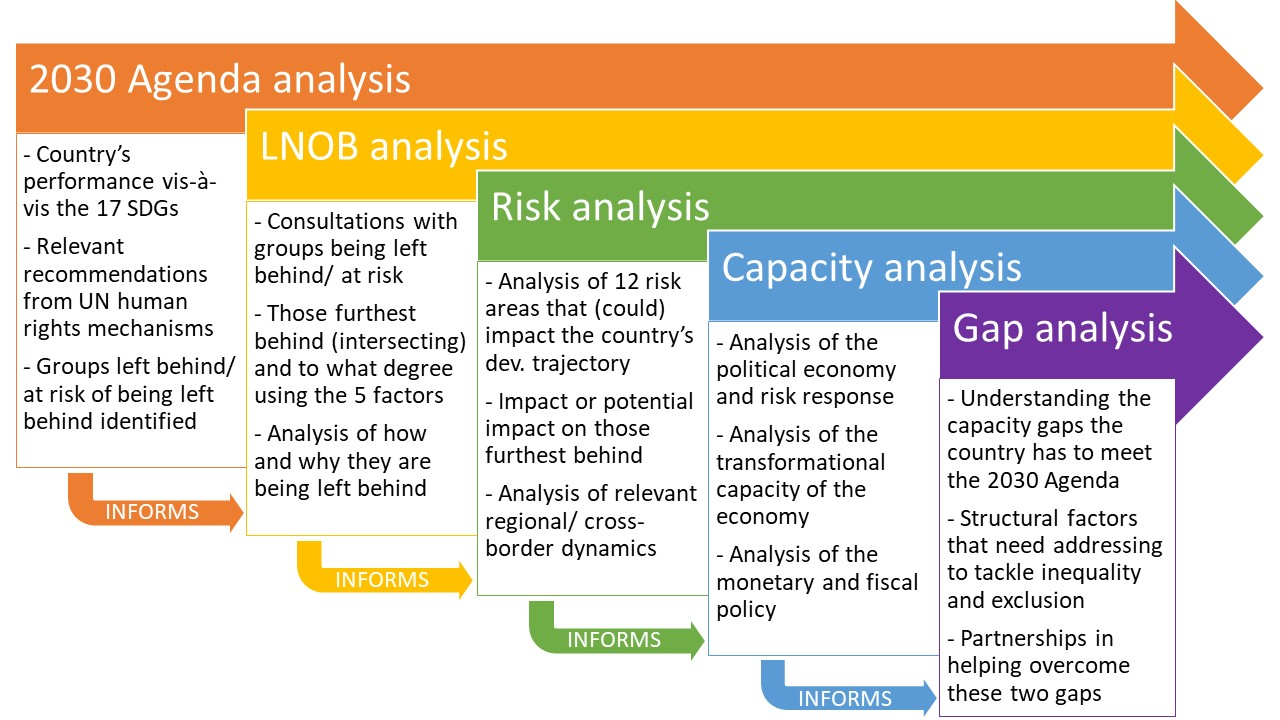 2030 Agenda analysis
- Country’s
performance vis-à-
vis the 17 SDGs
- Relevant
recommendations
from UN human
rights mechanisms
- Groups left behind/
at risk of being left
behind identified
INFORMS
LNOB analysis
- Consultations with
groups being left
behind/ at risk
- Those furthest
behind (intersecting)
and to what degree
using the 5 factors
- Analysis of how
and why they are
being left behind
INFORMS
Risk analysis
- Analysis of 12 risk
areas that (could)
impact the country’s
dev. trajectory
- Impact or potential
impact on those
furthest behind
- Analysis of relevant
regional/ cross-
border dynamics
INFORMS
Capacity analysis
- Analysis of the
political economy
and risk response
- Analysis of the
transformational
capacity of the
economy
- Analysis of the
monetary and fiscal
policy
INFORMS
Gap analysis
- Understanding the
capacity gaps the
country has to meet
the 2030 Agenda
- Structural factors
that need addressing
to tackle inequality
and exclusion
- Partnerships in
helping overcome
these two gaps